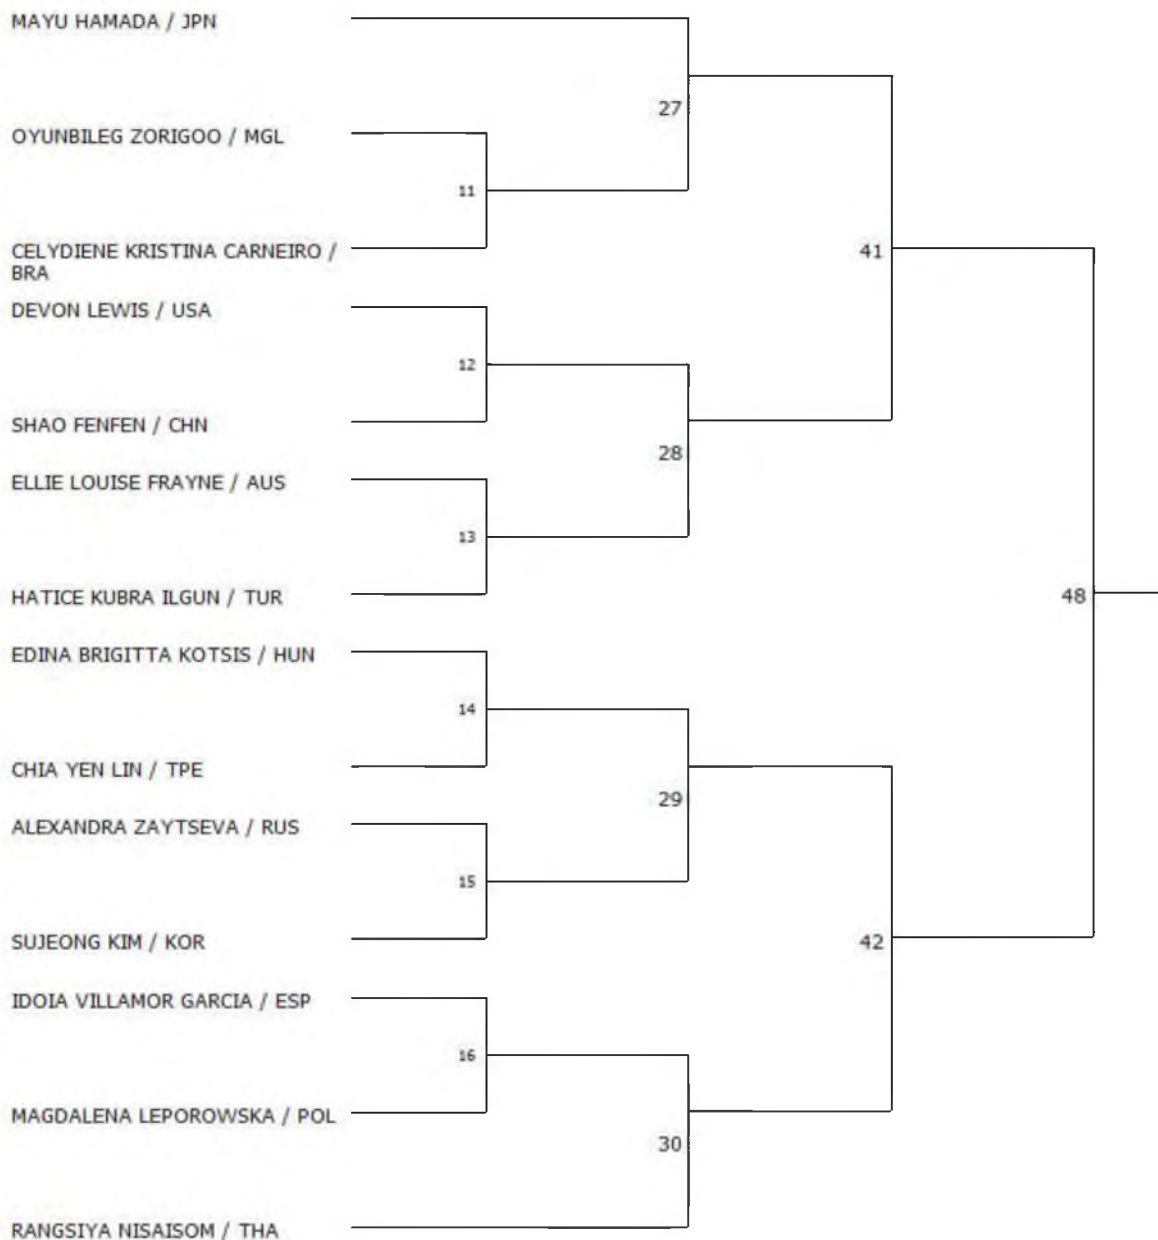 MAYU HAMADA / JPN
27
OYUNBILEG ZORIGOO / MGL
11
CELYDIENE KRISTINA CARNEIRO /
BRA
41
DEVON LEWIS / USA
12
SHAO FENFEN / CHN
28
ELLIE LOUISE FRAYNE / AUS
13
HATICE KUBRA ILGUN / TUR
48
EDINA BRIGITTA KOTSIS / HUN
14
CHIA YEN LIN / TPE
29
ALEXANDRA ZAYTSEVA / RUS
15
SUJEONG KIM / KOR
42
IDOIA VILLAMOR GARCIA / ESP
16
MAGDALENA LEPOROWSKA / POL
30
RANGSIYA NISAISOM / THA